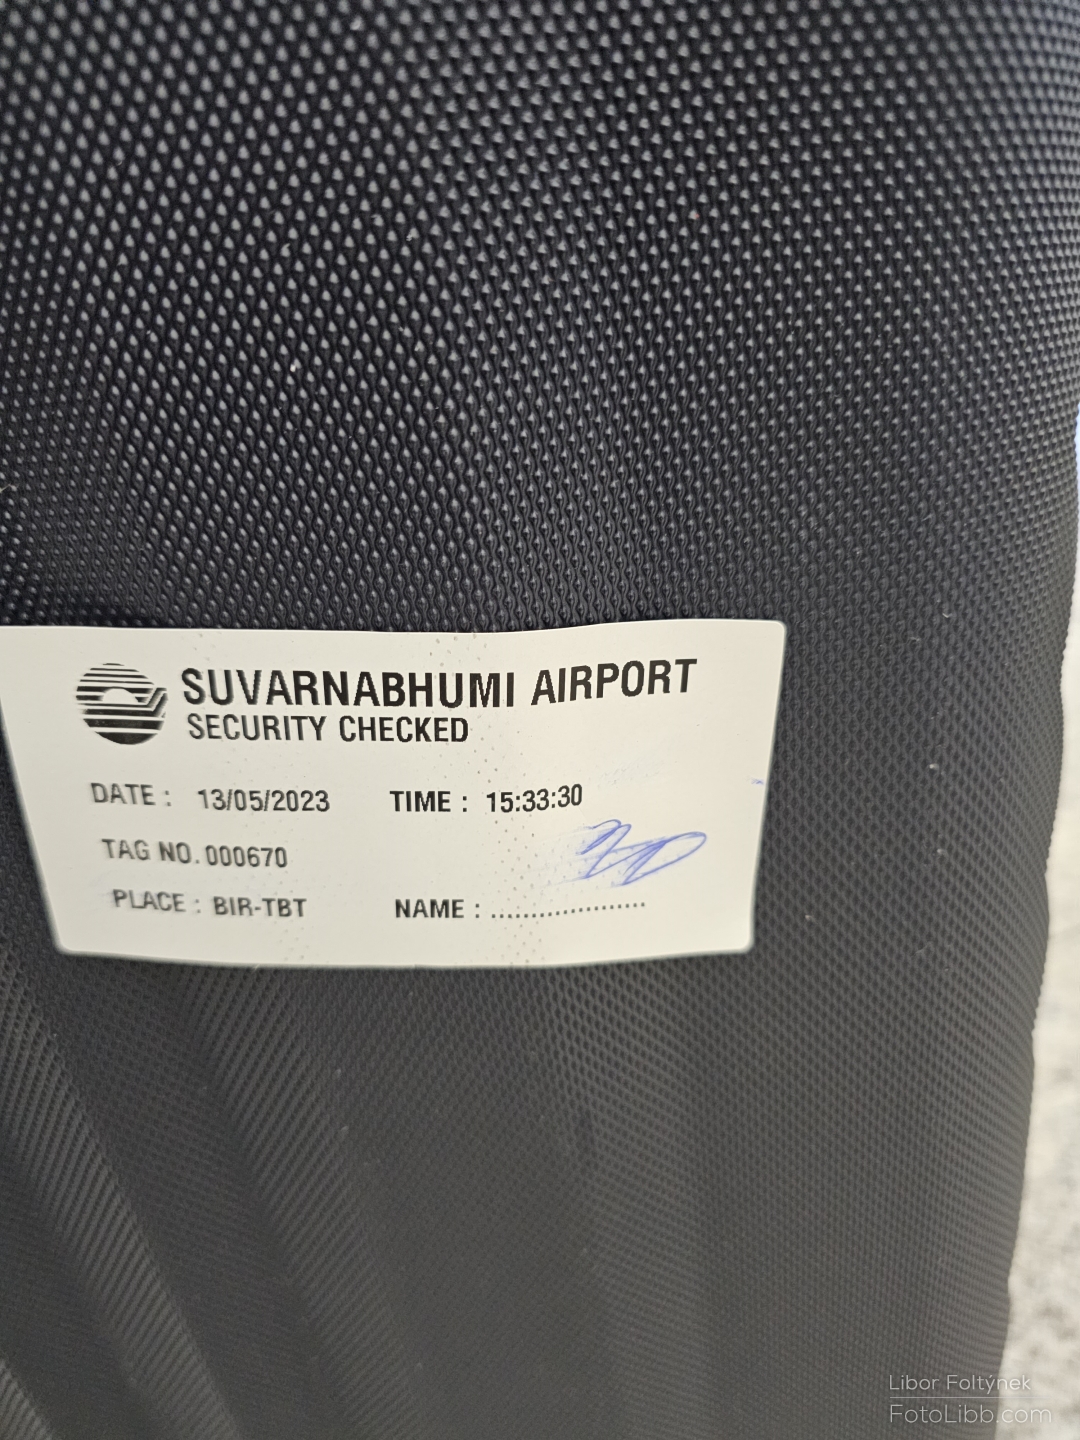 SUVARNABHUMI AIRPORT
SECURITY CHECKED
DATE : 13/05/2023 TIME : 15:33:30
TAG NO. 000670
PLACE : BIR-TBT NAME : ....................
Libor Foltýnek
FotoLibb.com